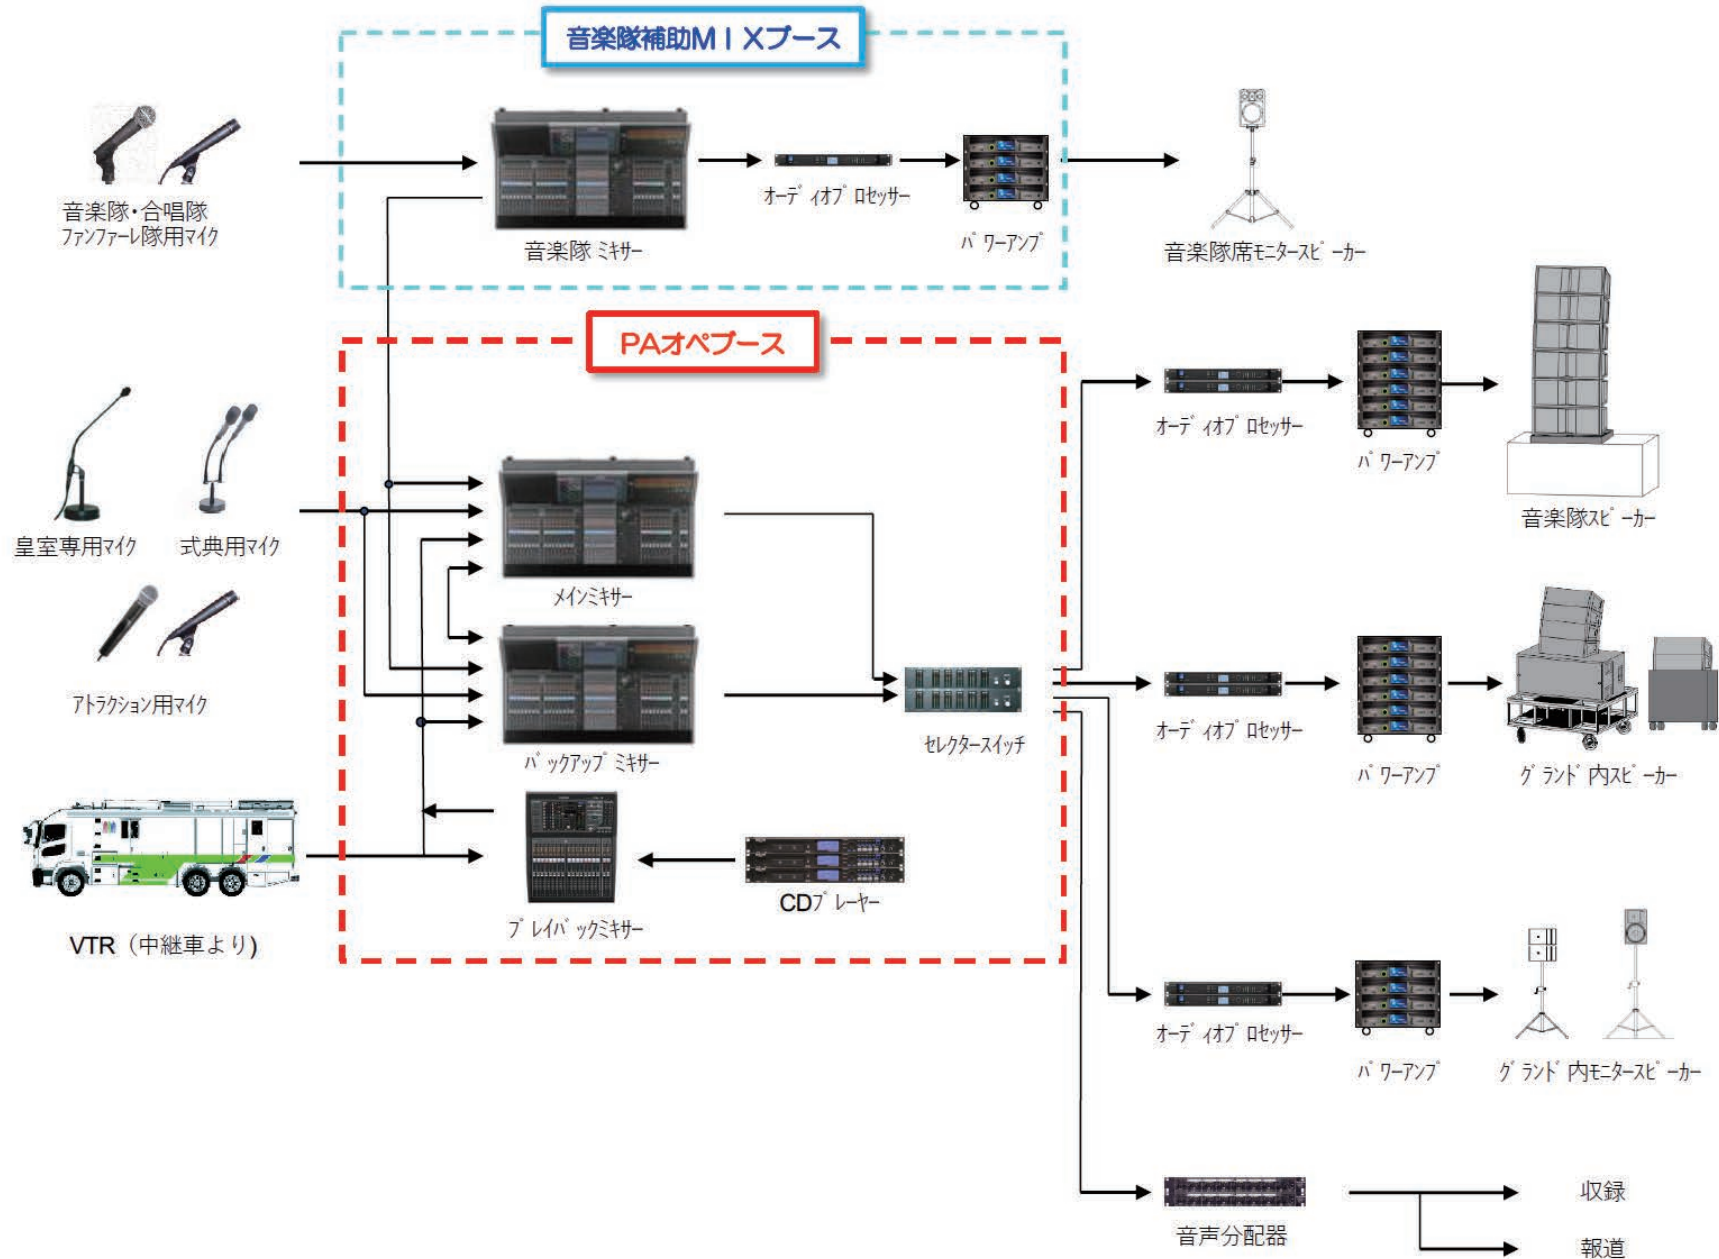 音楽隊補助MIXブース
音楽隊・合唱隊
ファンファーレ隊用マイク
音楽隊 ミキサー
オーディオプロセッサー
パワーアンプ
音楽隊席モニタースピーカー
PAオペブース
オーディオプロセッサー
パワーアンプ
音楽隊スピーカー
皇室専用マイク
式典用マイク
メインミキサー
アトラクション用マイク
バックアップミキサー
セレクタースイッチ
オーディオプロセッサー
パワーアンプ
グランド内スピーカー
VTR（中継車より)
プレイバックミキサー
CDプレーヤー
オーディオプロセッサー
パワーアンプ
グランド内モニタースピーカー
音声分配器
収録
報道